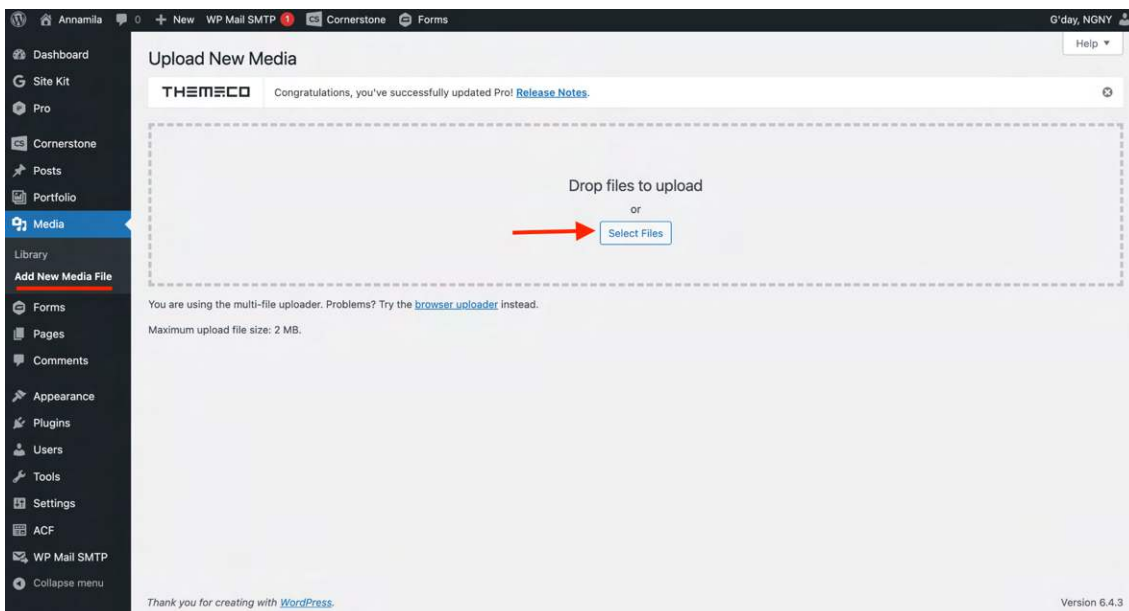 Annamila 0 + New WP Mail SMTP 1 CS Cornerstone Forms G'day, NGNY
Help ▼
Dashboard
Site Kit
Pro
Cornerstone
Posts
Portfolio
Media
Library
Add New Media File
Forms
Pages
Comments
Appearance
Plugins
Users
Tools
Settings
ACF
WP Mail SMTP
Collapse menu
Upload New Media
THEMECO Congratulations, you've successfully updated Pro! Release Notes.
Drop files to upload
or
Select Files
You are using the multi-file uploader. Problems? Try the browser uploader instead.
Maximum upload file size: 2 MB.
Thank you for creating with WordPress. Version 6.4.3